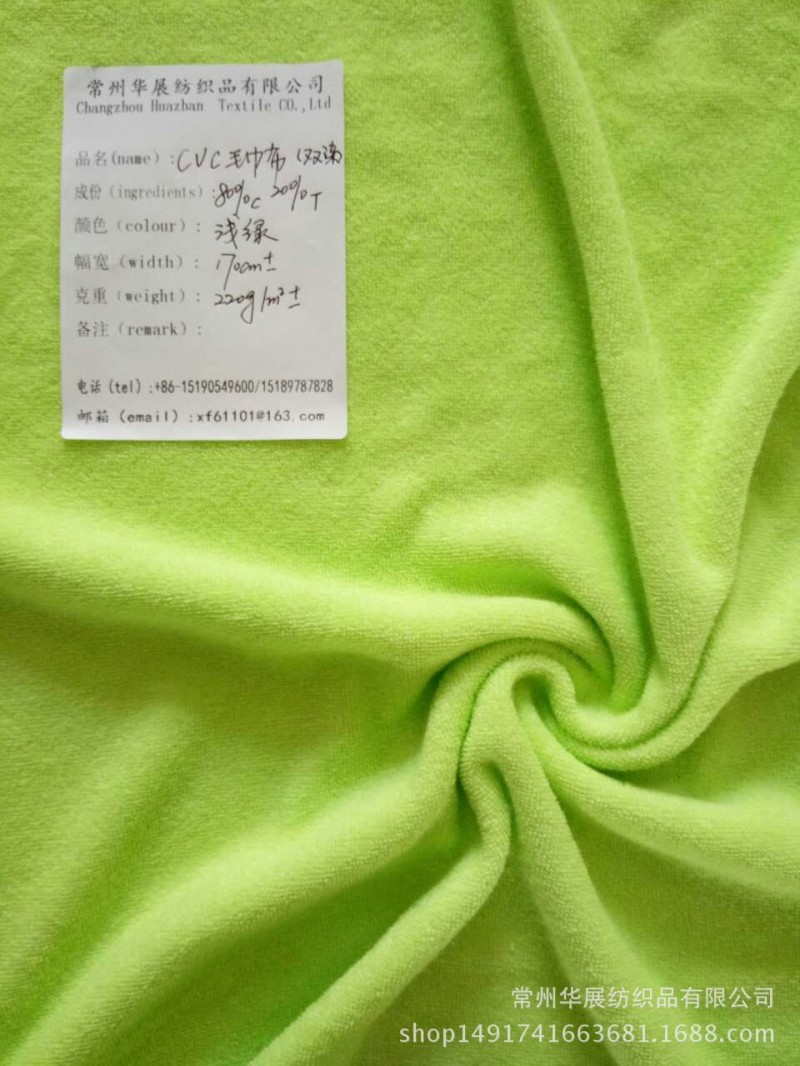 常州华展纺织品有限公司
Changzhou Huazhan Textile CO.,Ltd
品名(name):CVC毛巾布(双染
成份(ingredients):80%C 20%T
颜色(colour):浅绿
幅宽(width):170cm±
克重(weight):220g/m²±
备注(remark):
电话(tel):+86-15190549600/15189787828
邮箱(email):xf61101@163.com
常州华展纺织品有限公司
shop1491741663681.1688.com